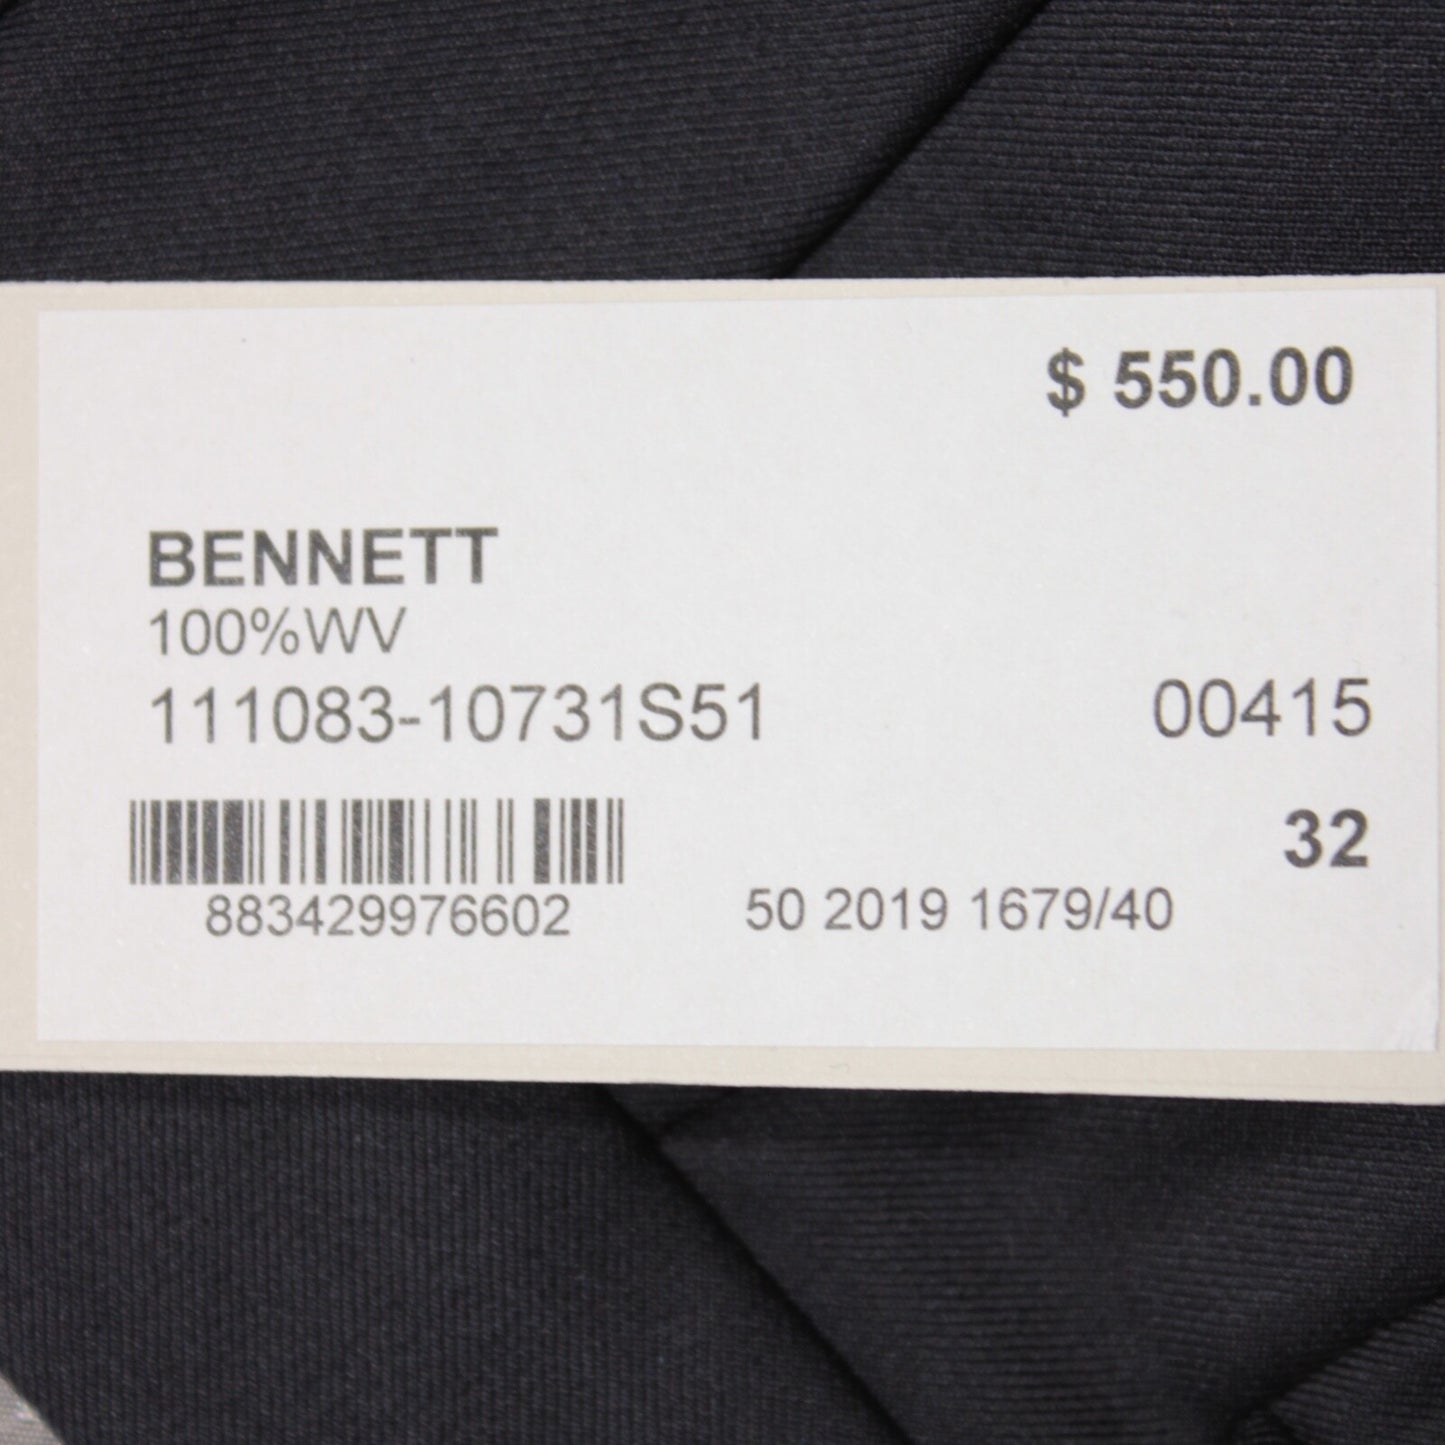 $ 550.00
BENNETT
100%WV
111083-10731S51 00415
32
883429976602 50 2019 1679/40